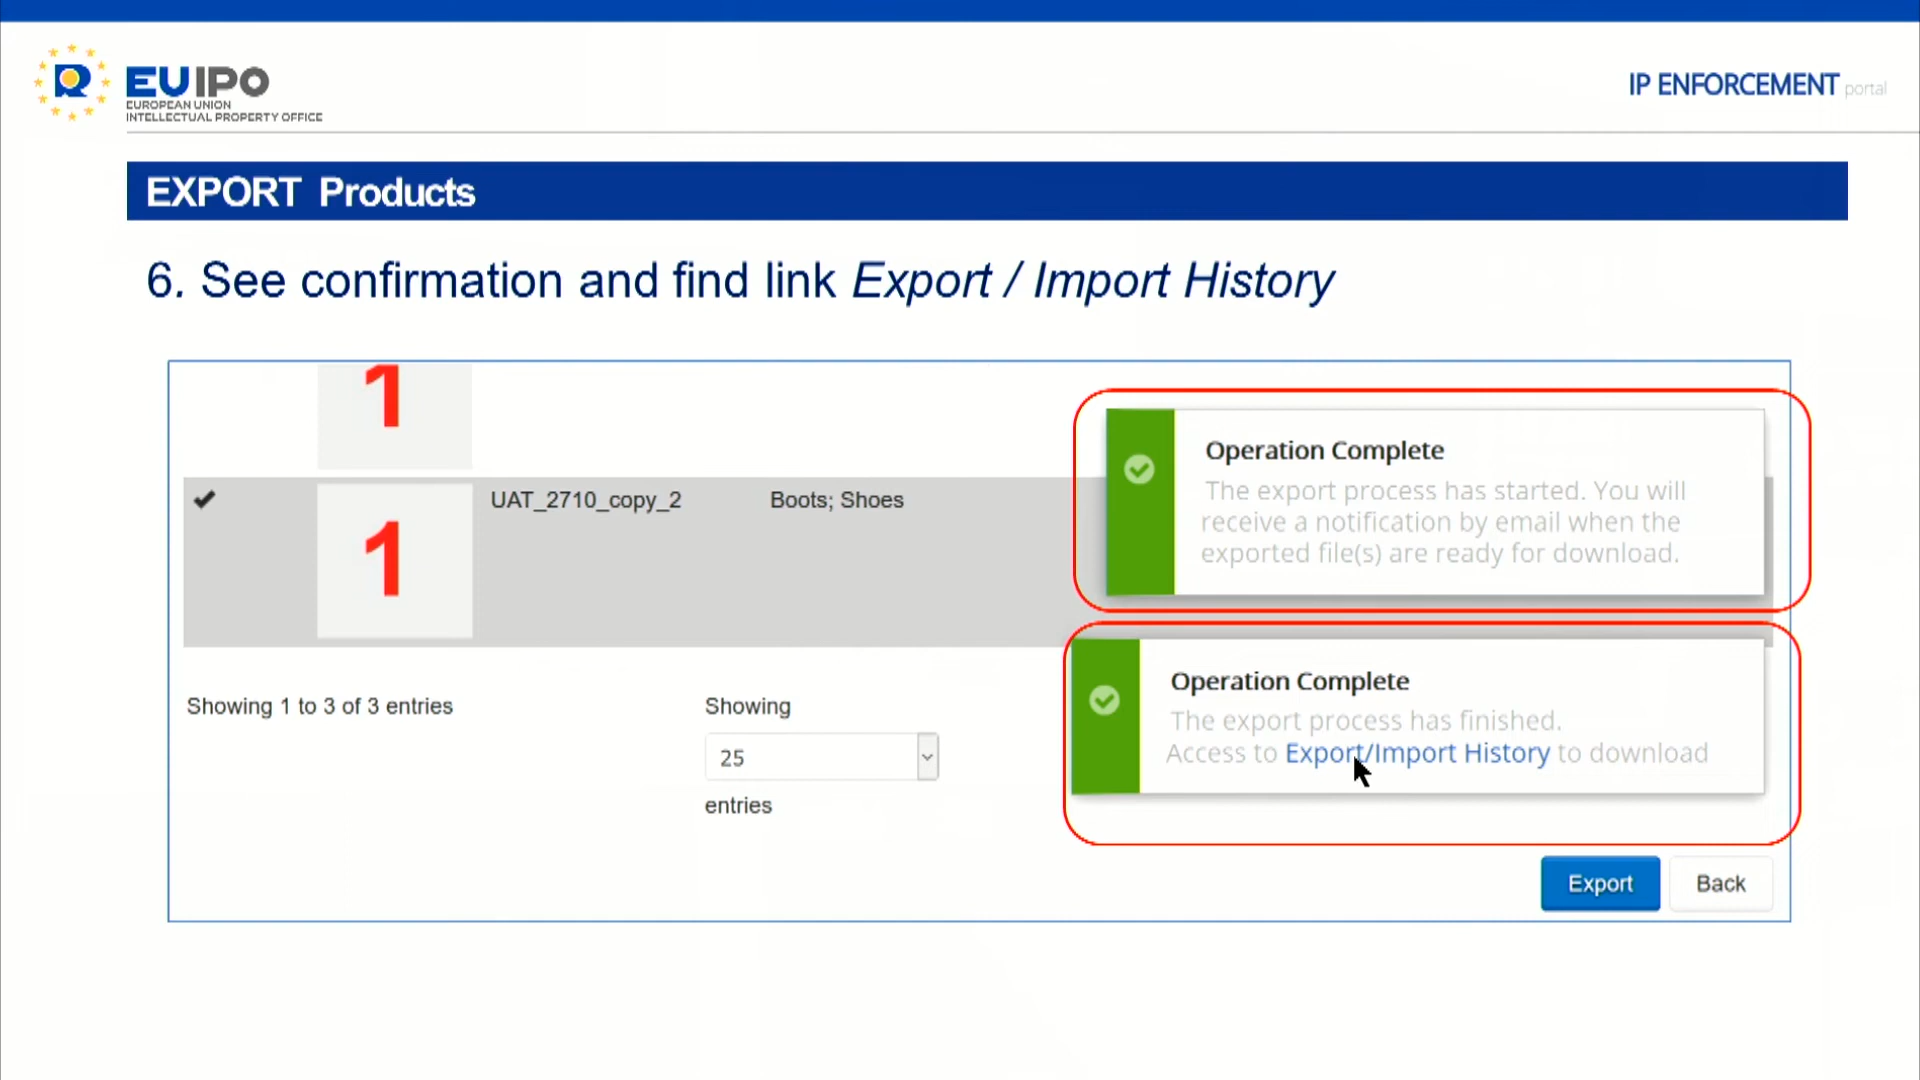 EUIPO
EUROPEAN UNION
INTELLECTUAL PROPERTY OFFICE
IP ENFORCEMENT portal
EXPORT Products
6. See confirmation and find link Export / Import History
1
Operation Complete
The export process has started. You will
receive a notification by email when the
exported file(s) are ready for download.
1
UAT_2710_copy_2
Boots; Shoes
Operation Complete
The export process has finished.
Access to Export/Import History to download
Showing 1 to 3 of 3 entries
Showing
25
entries
Export
Back